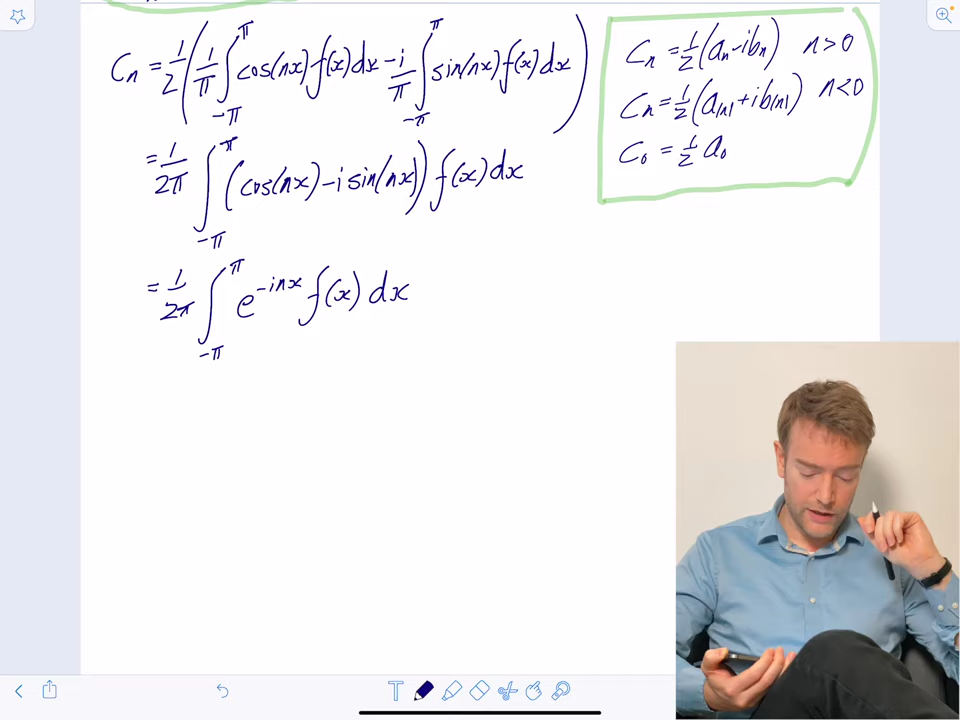 Cn = 1/2 ( 1/π ∫_{-π}^{π} cos(nx) f(x) dx - i/π ∫_{-π}^{π} sin(nx) f(x) dx )
= 1/2π ∫_{-π}^{π} (cos(nx) - i sin(nx)) f(x) dx
= 1/2π ∫_{-π}^{π} e^{-inx} f(x) dx
Cn = 1/2 (an - ibn) n>0
Cn = 1/2 (a|n| + ib|n|) n<0
C0 = 1/2 a0
T